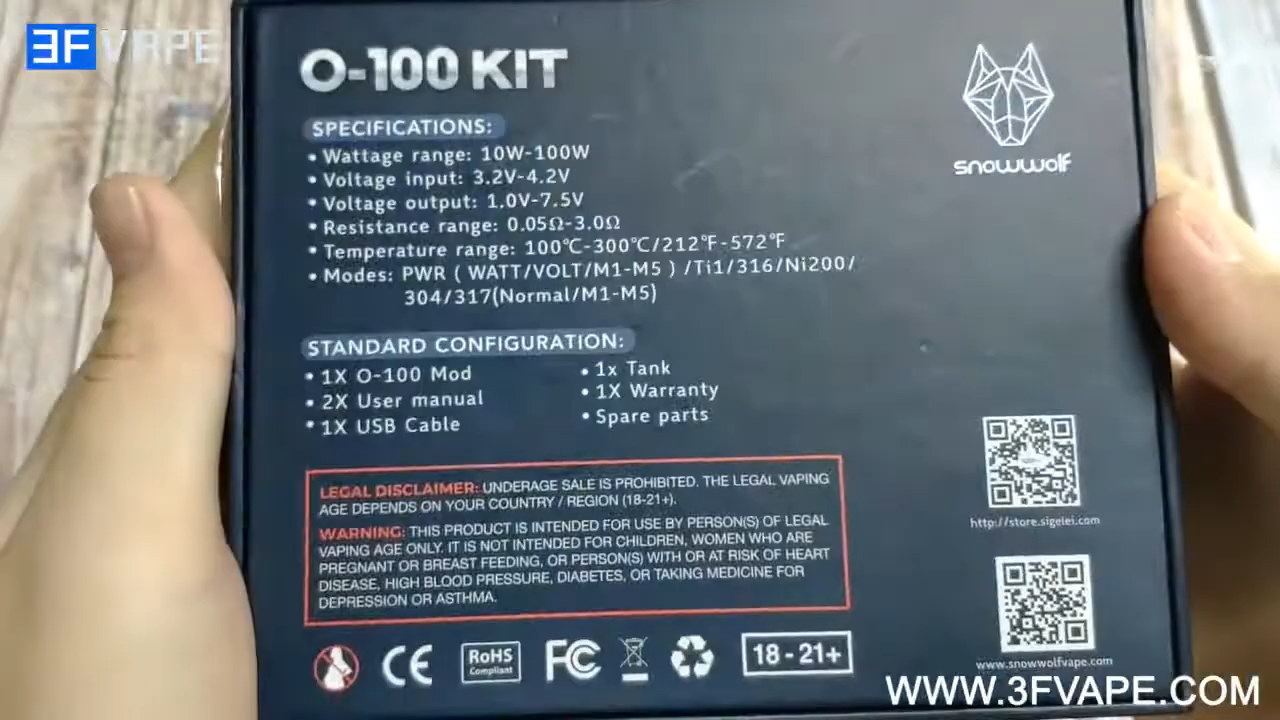 3FVAPE
O-100 KIT
snowwolf
SPECIFICATIONS:
• Wattage range: 10W-100W
• Voltage input: 3.2V-4.2V
• Voltage output: 1.0V-7.5V
• Resistance range: 0.05Ω-3.0Ω
• Temperature range: 100℃-300℃/212℉-572℉
• Modes: PWR ( WATT/VOLT/M1-M5 ) /Ti1/316/Ni200/
304/317(Normal/M1-M5)
STANDARD CONFIGURATION:
• 1X O-100 Mod
• 2X User manual
• 1X USB Cable
• 1x Tank
• 1X Warranty
• Spare parts
LEGAL DISCLAIMER: UNDERAGE SALE IS PROHIBITED. THE LEGAL VAPING
AGE DEPENDS ON YOUR COUNTRY / REGION (18-21+).
WARNING: THIS PRODUCT IS INTENDED FOR USE BY PERSON(S) OF LEGAL
VAPING AGE ONLY. IT IS NOT INTENDED FOR CHILDREN, WOMEN WHO ARE
PREGNANT OR BREAST FEEDING, OR PERSON(S) WITH OR AT RISK OF HEART
DISEASE, HIGH BLOOD PRESSURE, DIABETES, OR TAKING MEDICINE FOR
DEPRESSION OR ASTHMA.
http://store.sigelei.com
www.snowwolfvape.com
CE
RoHS
Compliant
FC
18 - 21+
WWW.3FVAPE.COM